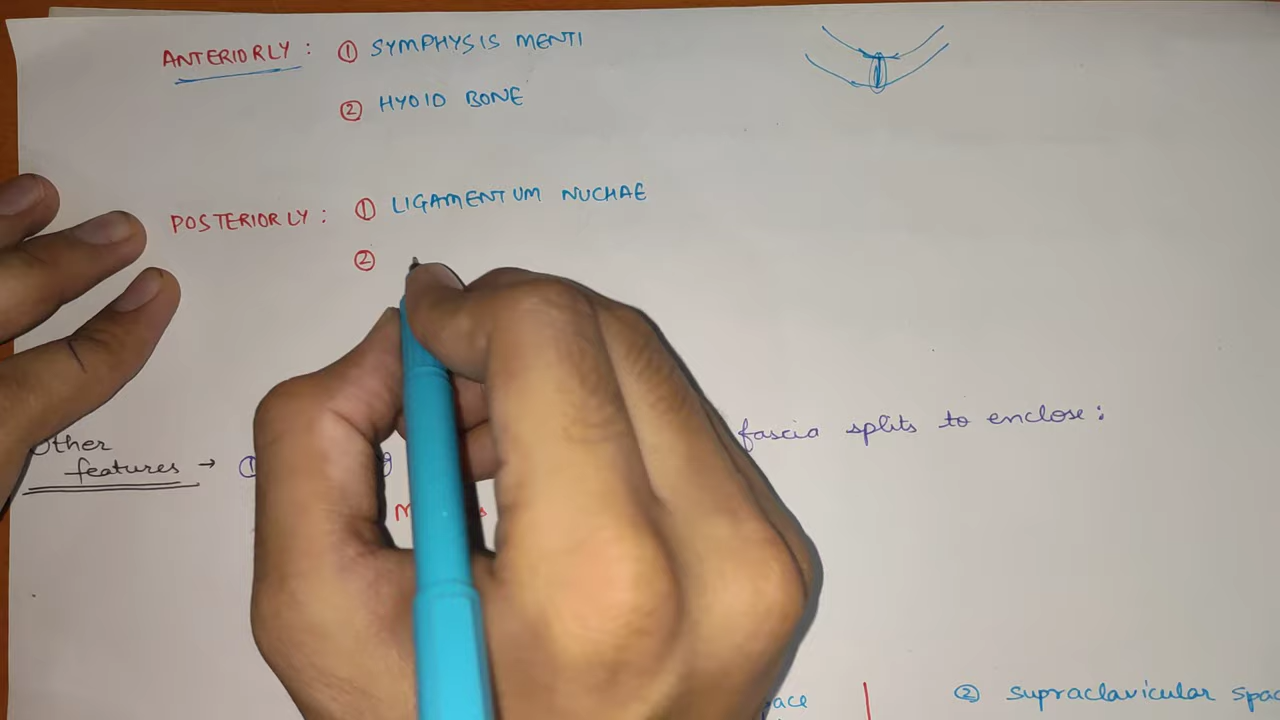 ANTERIORLY : ① SYMPHYSIS MENTI
② HYOID BONE
POSTERIORLY : ① LIGAMENTUM NUCHAE
②
Other fascia splits to enclose :
features → ①
② supraclavicular